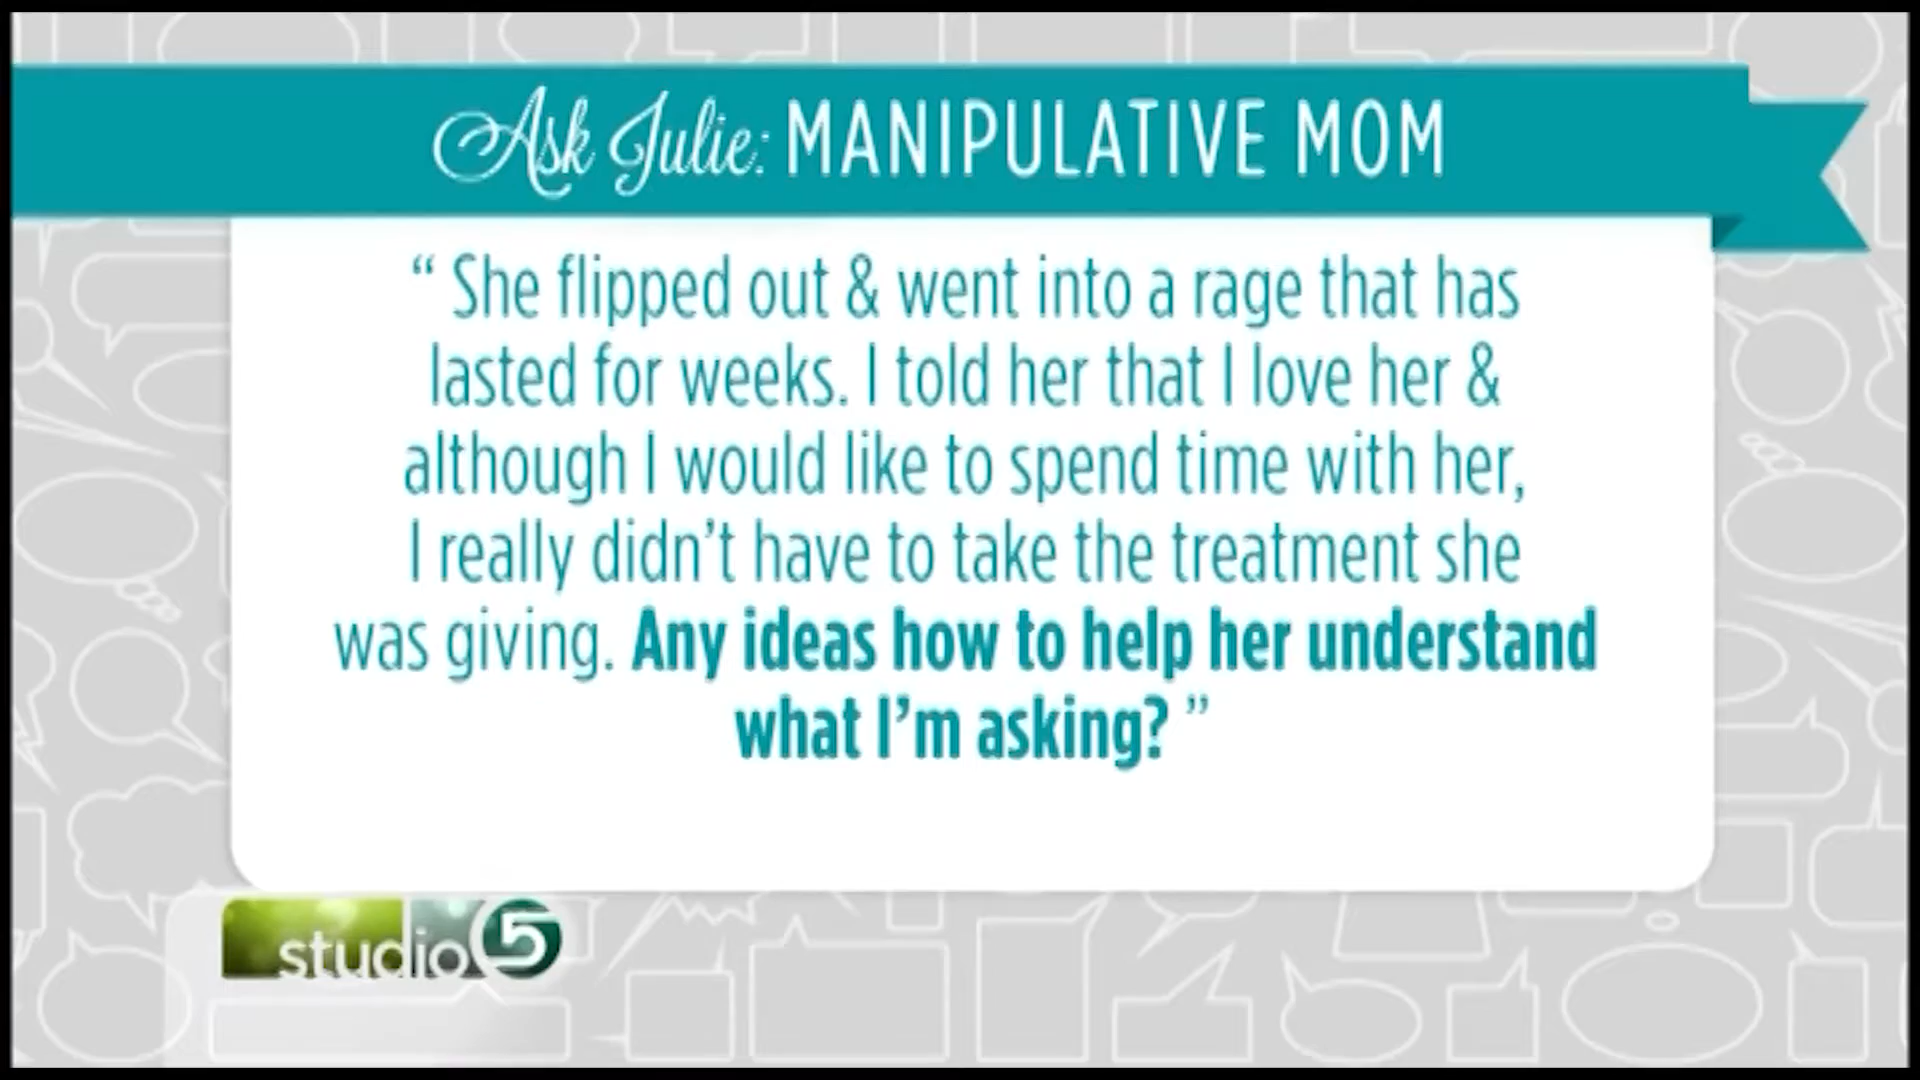 Ask Julie: MANIPULATIVE MOM
“ She flipped out & went into a rage that has
lasted for weeks. I told her that I love her &
although I would like to spend time with her,
I really didn’t have to take the treatment she
was giving. Any ideas how to help her understand
what I’m asking? ”
studio 5